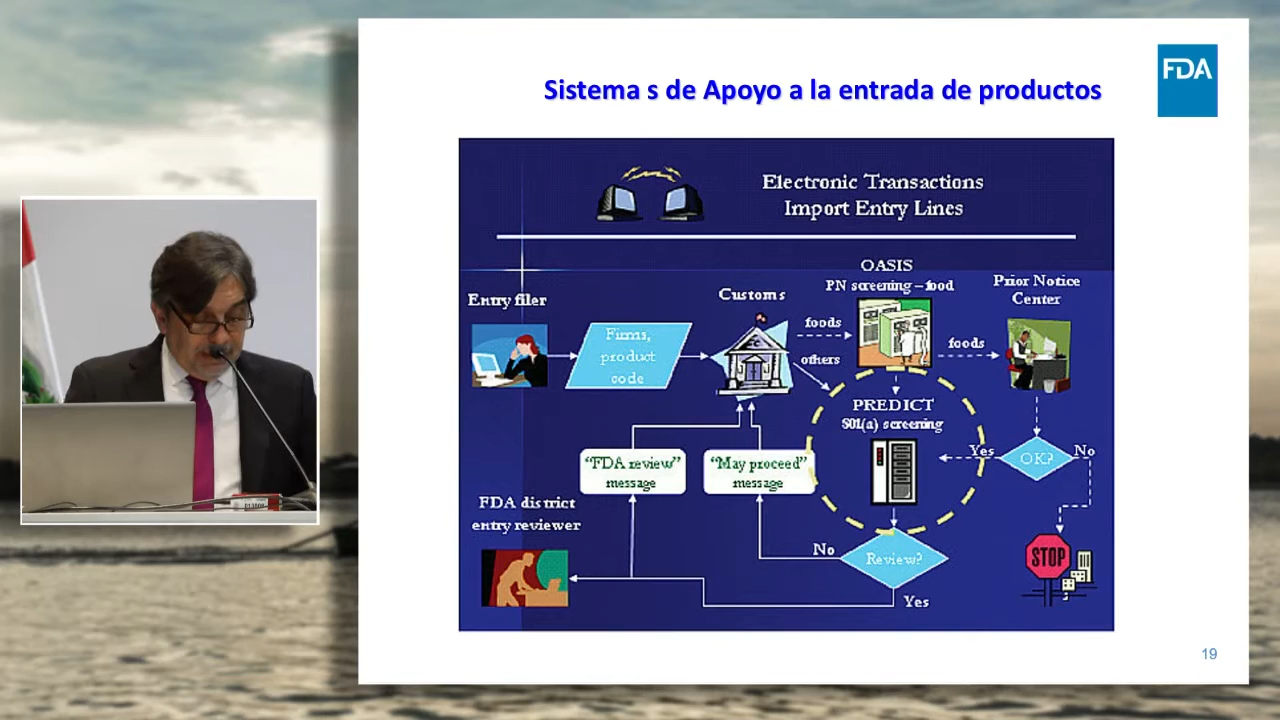 FDA
Sistema s de Apoyo a la entrada de productos
Electronic Transactions
Import Entry Lines
OASIS
PN screening – food
Prior Notice
Center
Entry filer
Customs
Firms,
product
code
foods
others
foods
PREDICT
801(a) screening
Yes
OK?
No
"FDA review"
message
"May proceed"
message
FDA district
entry reviewer
No
Review?
Yes
STOP
19